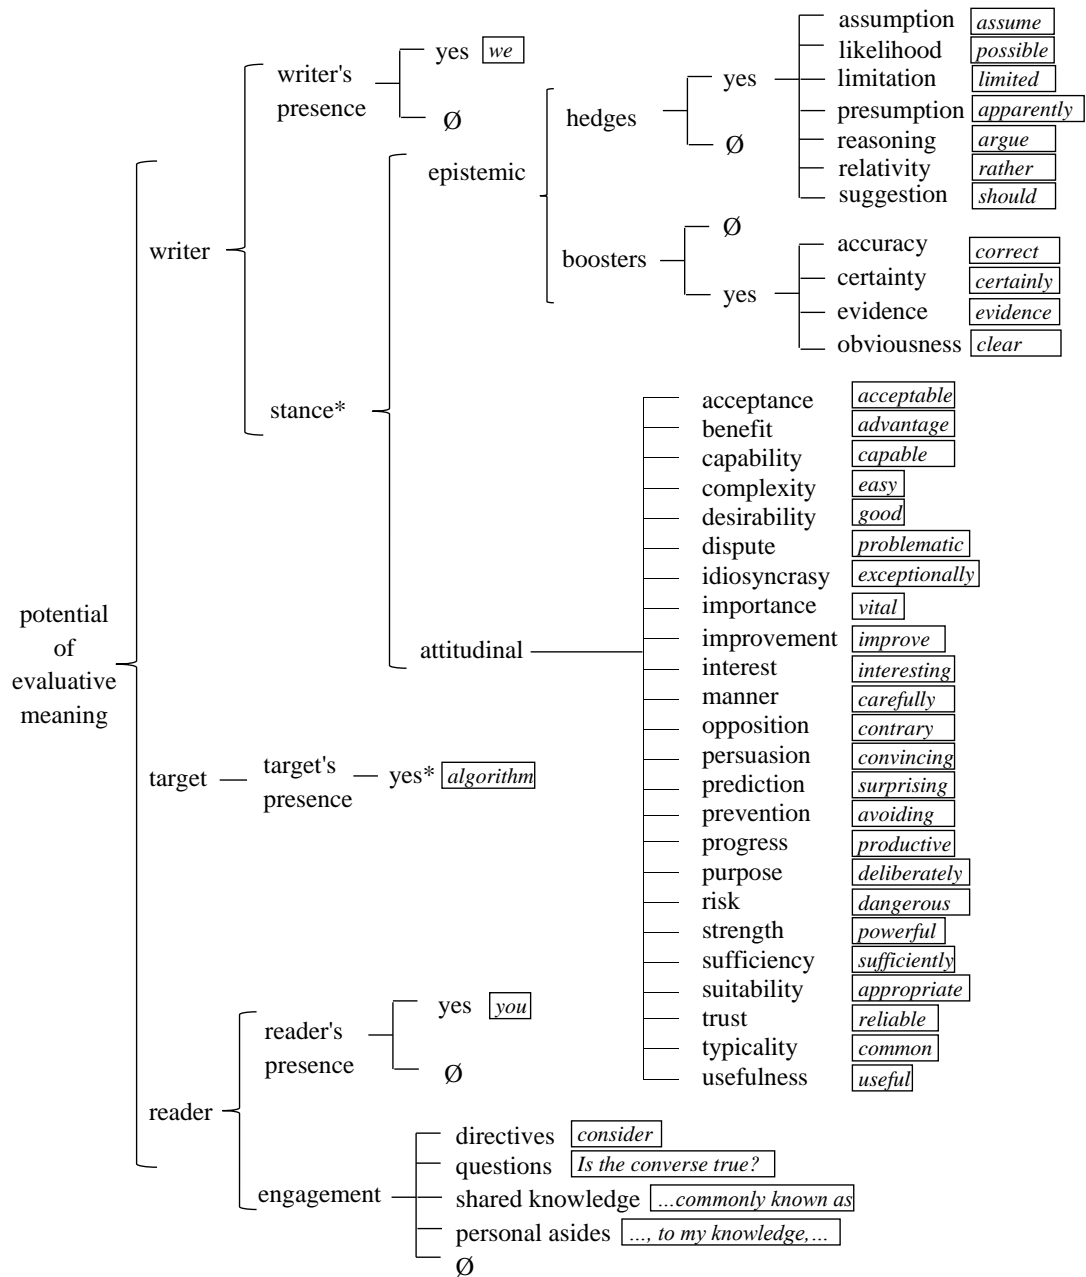 potential
of
evaluative
meaning
writer
writer's
presence
yes we
Ø
stance*
epistemic
hedges
yes
assumption assume
likelihood possible
limitation limited
presumption apparently
reasoning argue
relativity rather
suggestion should
Ø
boosters
Ø
yes
accuracy correct
certainty certainly
evidence evidence
obviousness clear
attitudinal
acceptance acceptable
benefit advantage
capability capable
complexity easy
desirability good
dispute problematic
idiosyncrasy exceptionally
importance vital
improvement improve
interest interesting
manner carefully
opposition contrary
persuasion convincing
prediction surprising
prevention avoiding
progress productive
purpose deliberately
risk dangerous
strength powerful
sufficiency sufficiently
suitability appropriate
trust reliable
typicality common
usefulness useful
target
target's
presence
yes* algorithm
reader
reader's
presence
yes you
Ø
engagement
directives consider
questions Is the converse true?
shared knowledge ...commonly known as
personal asides ..., to my knowledge,...
Ø